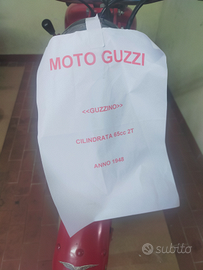 MOTO GUZZI
<<GUZZINO>>
CILINDRATA 65cc 2T
ANNO 1948
subito